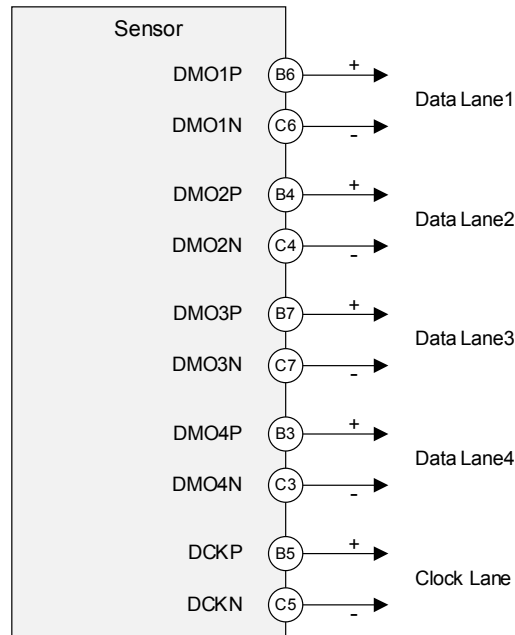 Sensor
DMO1P B6 +
Data Lane1
DMO1N C6 -
DMO2P B4 +
Data Lane2
DMO2N C4 -
DMO3P B7 +
Data Lane3
DMO3N C7 -
DMO4P B3 +
Data Lane4
DMO4N C3 -
DCKP B5 +
Clock Lane
DCKN C5 -